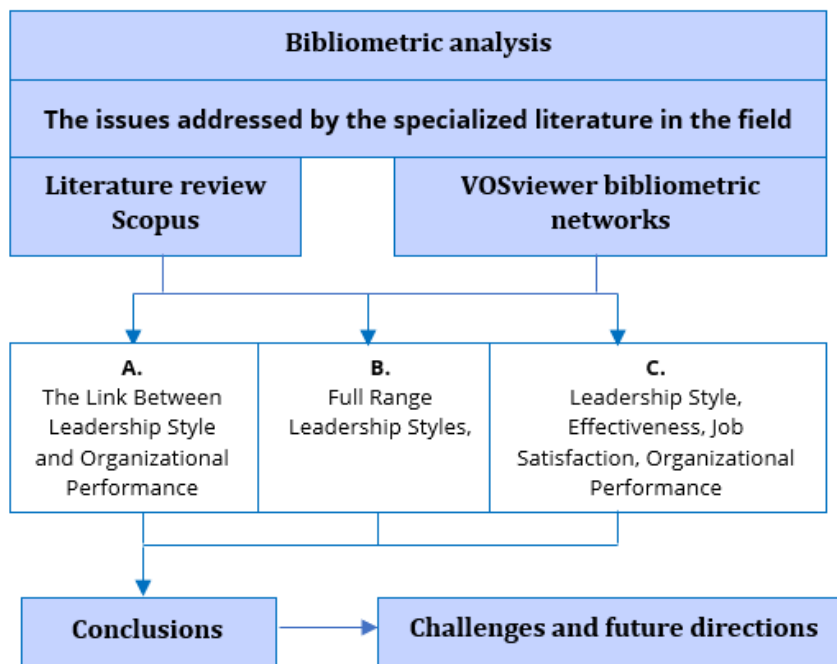 Bibliometric analysis
The issues addressed by the specialized literature in the field
Literature review
Scopus
VOSviewer bibliometric
networks
A.
The Link Between
Leadership Style
and Organizational
Performance
B.
Full Range
Leadership Styles,
C.
Leadership Style,
Effectiveness, Job
Satisfaction, Organizational
Performance
Conclusions
Challenges and future directions